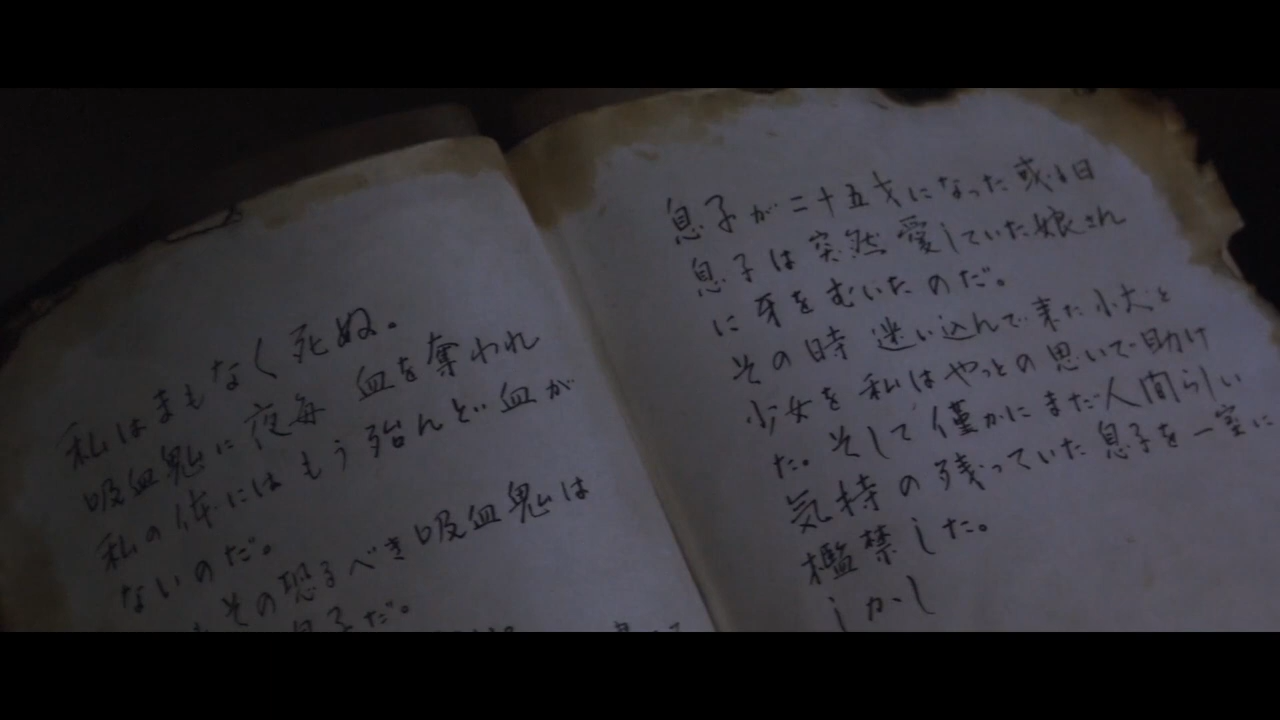 私はまもなく死ぬ。
吸血鬼に夜毎 血を奪われ
私の体にはもう殆んど血が
ないのだ。
その恐るべき吸血鬼は
息子だ。
息子が二十五才になった或る日
息子は突然愛していた娘さん
に牙をむいたのだ。
その時 迷い込んで来た小犬と
少女を私はやっとの思いで助け
た。そして僅かにまだ人間らしい
気持の残っていた息子を一室に
檻禁した。
しかし